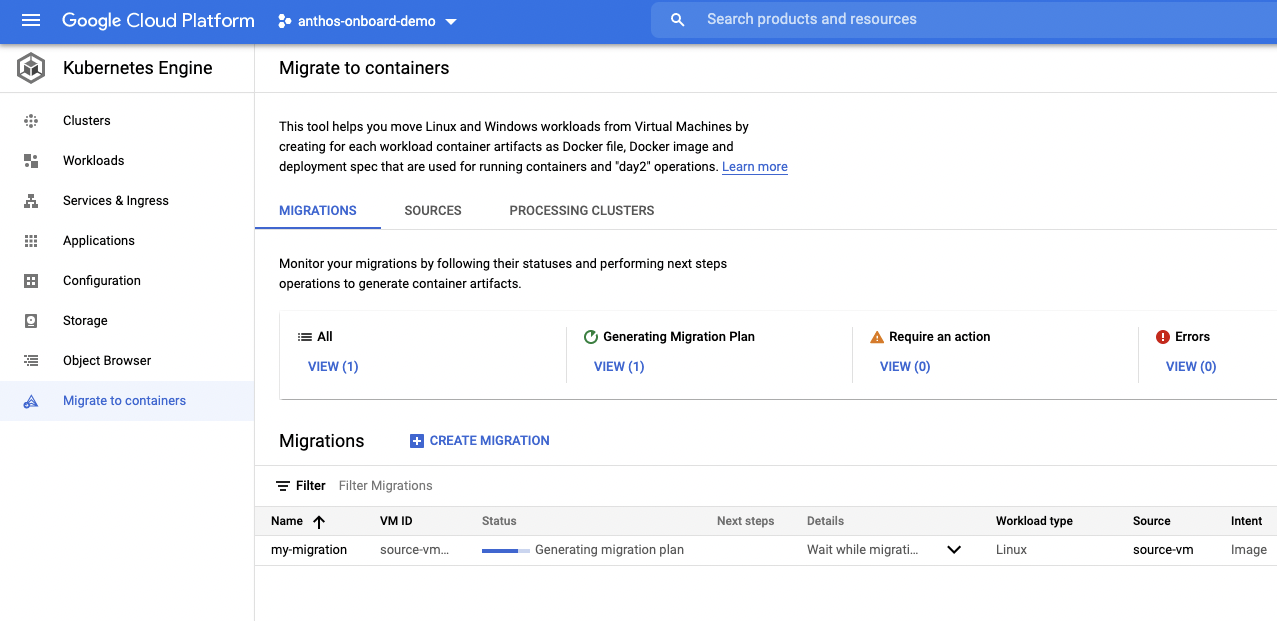 Google Cloud Platform
anthos-onboard-demo
Search products and resources
Kubernetes Engine
Clusters
Workloads
Services & Ingress
Applications
Configuration
Storage
Object Browser
Migrate to containers
Migrate to containers
This tool helps you move Linux and Windows workloads from Virtual Machines by
creating for each workload container artifacts as Docker file, Docker image and
deployment spec that are used for running containers and "day2" operations. Learn more
MIGRATIONS SOURCES PROCESSING CLUSTERS
Monitor your migrations by following their statuses and performing next steps
operations to generate container artifacts.
All
VIEW (1)
Generating Migration Plan
VIEW (1)
Require an action
VIEW (0)
Errors
VIEW (0)
Migrations CREATE MIGRATION
Filter Filter Migrations
Name VM ID Status Next steps Details Workload type Source Intent
my-migration source-vm... Generating migration plan Wait while migrati... Linux source-vm Image